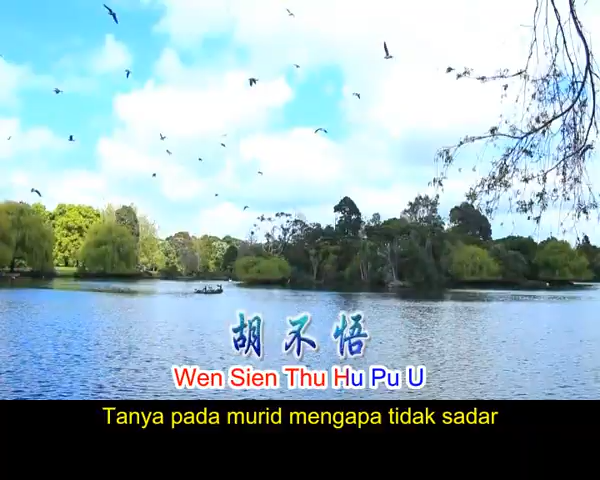 胡不悟
Wen Sien Thu Hu Pu U
Tanya pada murid mengapa tidak sadar